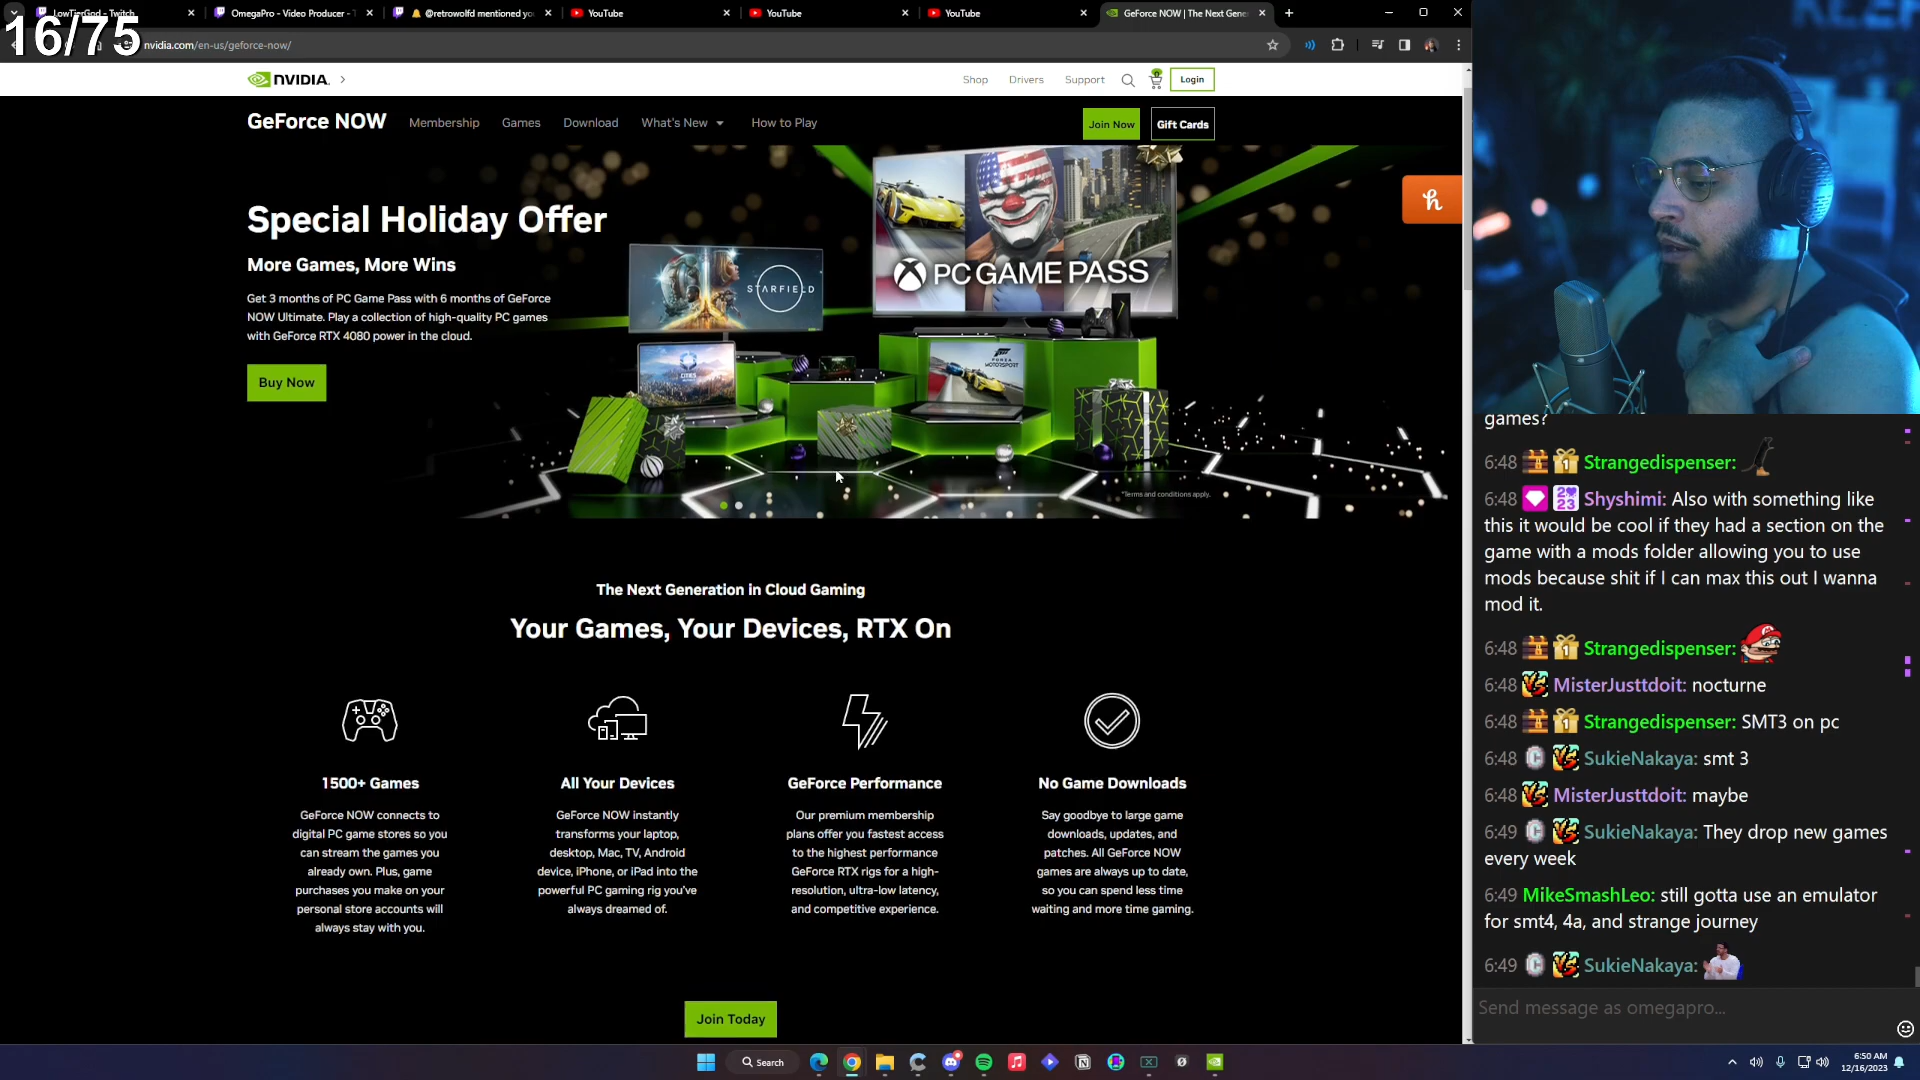 16/75
LowTierGod - Twitch
OmegaPro - Video Producer - T
@retrowolfd mentioned yo
YouTube
YouTube
YouTube
GeForce NOW | The Next Gene
nvidia.com/en-us/geforce-now/
NVIDIA.
Shop
Drivers
Support
0
Login
GeForce NOW
Membership
Games
Download
What's New
How to Play
Join Now
Gift Cards
Special Holiday Offer
More Games, More Wins
Get 3 months of PC Game Pass with 6 months of GeForce
NOW Ultimate. Play a collection of high-quality PC games
with GeForce RTX 4080 power in the cloud.
Buy Now
STARFIELD
PC GAME PASS
FORZA
MOTORSPORT
*Terms and conditions apply.
The Next Generation in Cloud Gaming
Your Games, Your Devices, RTX On
1500+ Games
GeForce NOW connects to
digital PC game stores so you
can stream the games you
already own. Plus, game
purchases you make on your
personal store accounts will
always stay with you.
All Your Devices
GeForce NOW instantly
transforms your laptop,
desktop, Mac, TV, Android
device, iPhone, or iPad into the
powerful PC gaming rig you've
always dreamed of.
GeForce Performance
Our premium membership
plans offer you fastest access
to the highest performance
GeForce RTX rigs for a high-
resolution, ultra-low latency,
and competitive experience.
No Game Downloads
Say goodbye to large game
downloads, updates, and
patches. All GeForce NOW
games are always up to date,
so you can spend less time
waiting and more time gaming.
Join Today
games?
6:48 Strangedispenser:
6:48 Shyshimi: Also with something like
this it would be cool if they had a section on the
game with a mods folder allowing you to use
mods because shit if I can max this out I wanna
mod it.
6:48 Strangedispenser:
6:48 MisterJusttdoit: nocturne
6:48 Strangedispenser: SMT3 on pc
6:48 SukieNakaya: smt 3
6:48 MisterJusttdoit: maybe
6:49 SukieNakaya: They drop new games
every week
6:49 MikeSmashLeo: still gotta use an emulator
for smt4, 4a, and strange journey
6:49 SukieNakaya:
Send message as omegapro...
Search
6:50 AM
12/16/2023